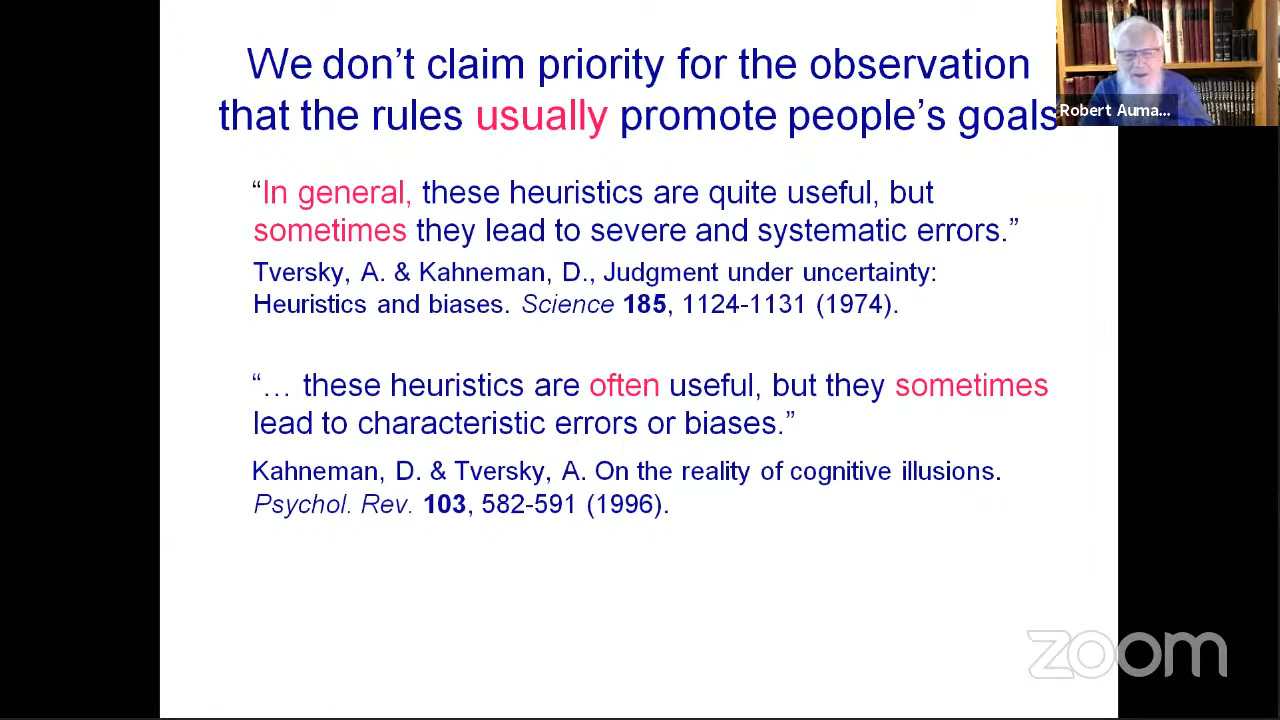 We don't claim priority for the observation
that the rules usually promote people's goals
Robert Auma...
“In general, these heuristics are quite useful, but
sometimes they lead to severe and systematic errors.”
Tversky, A. & Kahneman, D., Judgment under uncertainty:
Heuristics and biases. Science 185, 1124-1131 (1974).
“… these heuristics are often useful, but they sometimes
lead to characteristic errors or biases.”
Kahneman, D. & Tversky, A. On the reality of cognitive illusions.
Psychol. Rev. 103, 582-591 (1996).
zoom